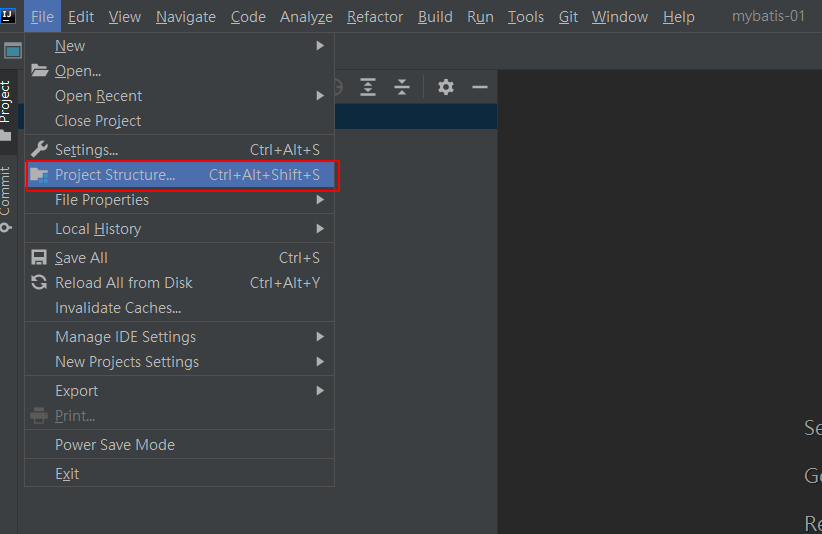 File Edit View Navigate Code Analyze Refactor Build Run Tools Git Window Help mybatis-01
Project
Commit
New
Open...
Open Recent
Close Project
Settings... Ctrl+Alt+S
Project Structure... Ctrl+Alt+Shift+S
File Properties
Local History
Save All Ctrl+S
Reload All from Disk Ctrl+Alt+Y
Invalidate Caches...
Manage IDE Settings
New Projects Settings
Export
Print...
Power Save Mode
Exit
Se
Re